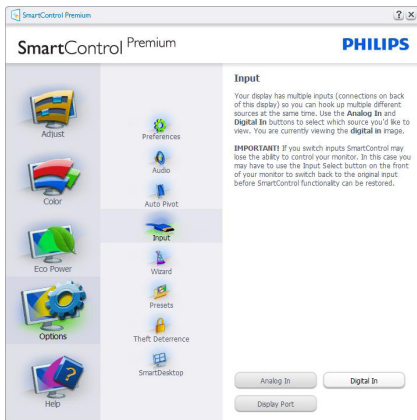 SmartControl Premium
SmartControl Premium
PHILIPS
Adjust
Color
Eco Power
Options
Help
Preferences
Audio
Auto Pivot
Input
Wizard
Presets
Theft Deterrence
SmartDesktop
Input
Your display has multiple inputs (connections on back
of this display) so you can hook up multiple different
sources at the same time. Use the Analog In and
Digital In buttons to select which source you'd like to
view. You are currently viewing the digital in image.
IMPORTANT! If you switch inputs SmartControl may
lose the ability to control your monitor. In that case you
may have to use the Input Select button on the front
of your monitor to switch back to the original input
before SmartControl functionality can be restored.
Analog In
Digital In
Display Port